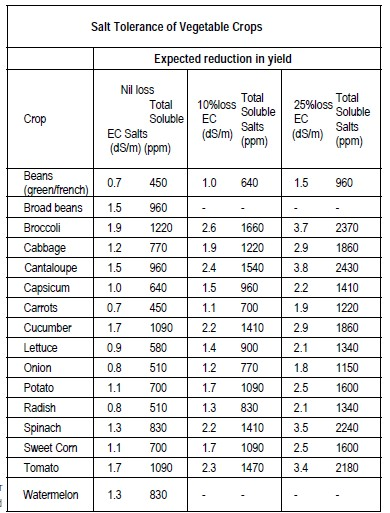 Salt Tolerance of Vegetable Crops
Expected reduction in yield
Crop
Nil loss
Total
Soluble
EC Salts
(dS/m) (ppm)
10%loss
EC
(dS/m)
Total
Soluble
Salts
(ppm)
25%loss
EC
(dS/m)
Total
Soluble
Salts
(ppm)
Beans
(green/french) 0.7 450 1.0 640 1.5 960
Broad beans 1.5 960 - - - -
Broccoli 1.9 1220 2.6 1660 3.7 2370
Cabbage 1.2 770 1.9 1220 2.9 1860
Cantaloupe 1.5 960 2.4 1540 3.8 2430
Capsicum 1.0 640 1.5 960 2.2 1410
Carrots 0.7 450 1.1 700 1.9 1220
Cucumber 1.7 1090 2.2 1410 2.9 1860
Lettuce 0.9 580 1.4 900 2.1 1340
Onion 0.8 510 1.2 770 1.8 1150
Potato 1.1 700 1.7 1090 2.5 1600
Radish 0.8 510 1.3 830 2.1 1340
Spinach 1.3 830 2.2 1410 3.5 2240
Sweet Corn 1.1 700 1.7 1090 2.5 1600
Tomato 1.7 1090 2.3 1470 3.4 2180
Watermelon 1.3 830 - - - -